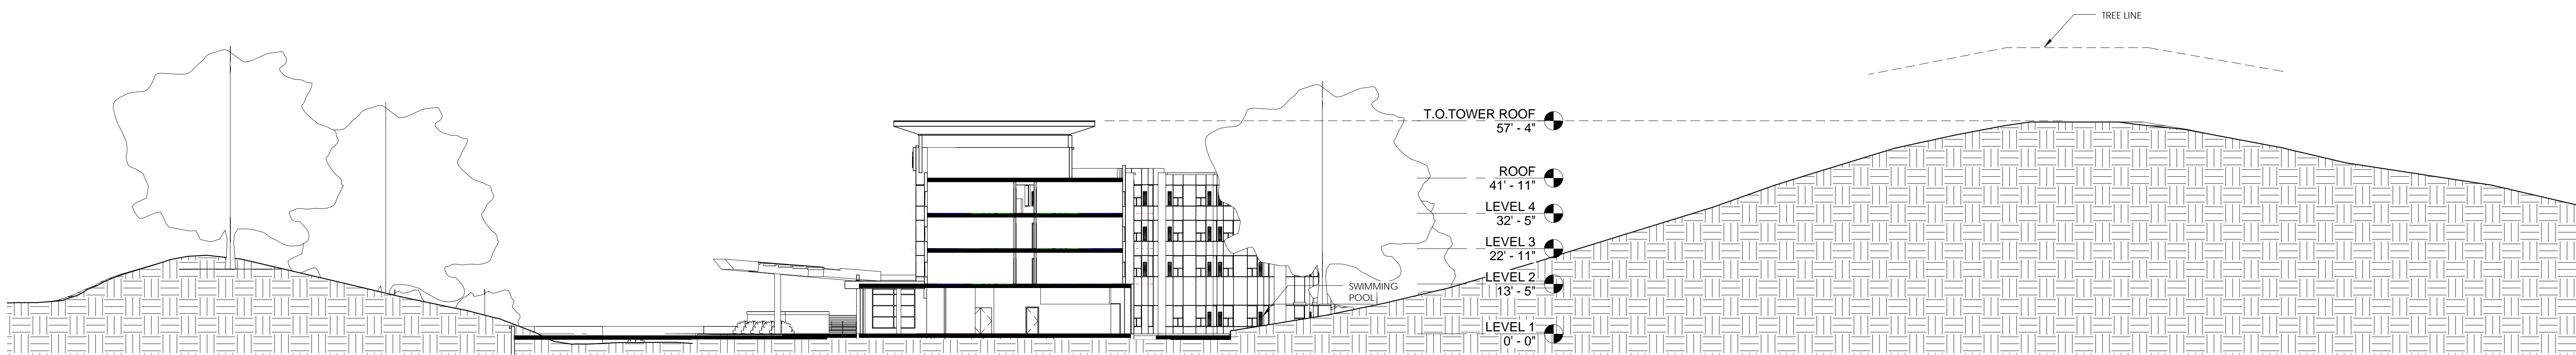 TREE LINE
T.O.TOWER ROOF
57' - 4"
ROOF
41' - 11"
LEVEL 4
32' - 5"
LEVEL 3
22' - 11"
LEVEL 2
13' - 5"
SWIMMING
POOL
LEVEL 1
0' - 0"